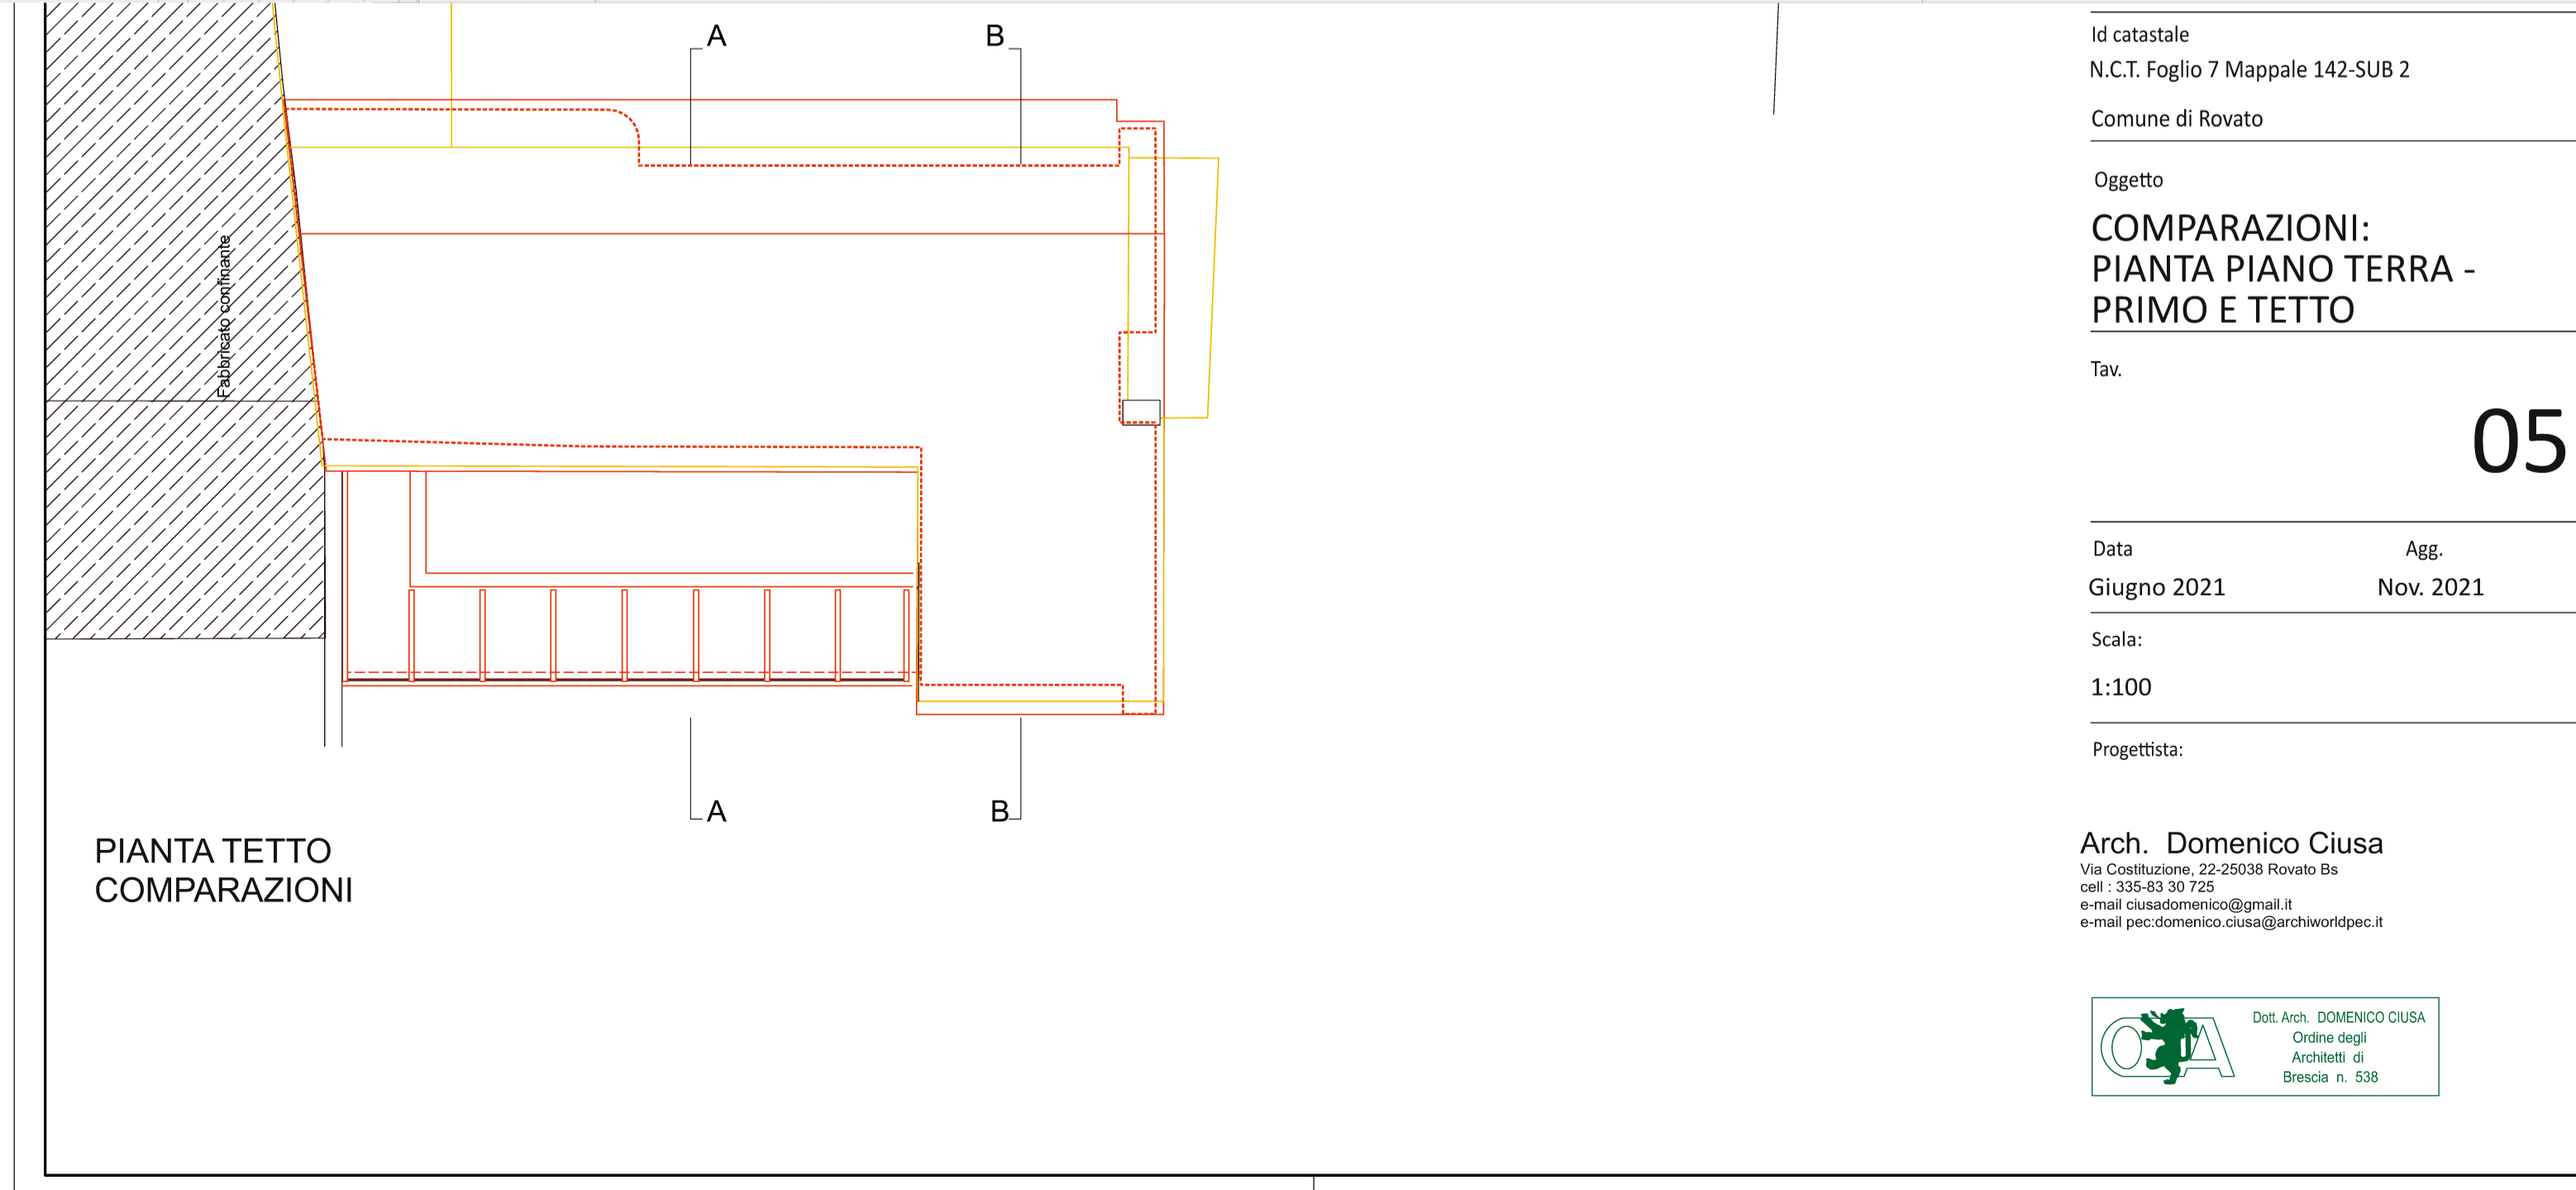 A
B
Fabbricato confinante
A
B
PIANTA TETTO
COMPARAZIONI
Id catastale
N.C.T. Foglio 7 Mappale 142-SUB 2
Comune di Rovato
Oggetto
COMPARAZIONI:
PIANTA PIANO TERRA -
PRIMO E TETTO
Tav.
05
Data Agg.
Giugno 2021 Nov. 2021
Scala:
1:100
Progettista:
Arch. Domenico Ciusa
Via Costituzione, 22-25038 Rovato Bs
cell : 335-83 30 725
e-mail ciusadomenico@gmail.it
e-mail pec:domenico.ciusa@archiworldpec.it
OA
Dott. Arch. DOMENICO CIUSA
Ordine degli
Architetti di
Brescia n. 538